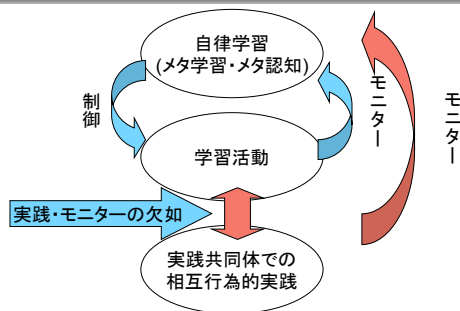 自律学習
(メタ学習・メタ認知)
制御
モニター
モニター
学習活動
実践・モニターの欠如
実践共同体での
相互行為的実践